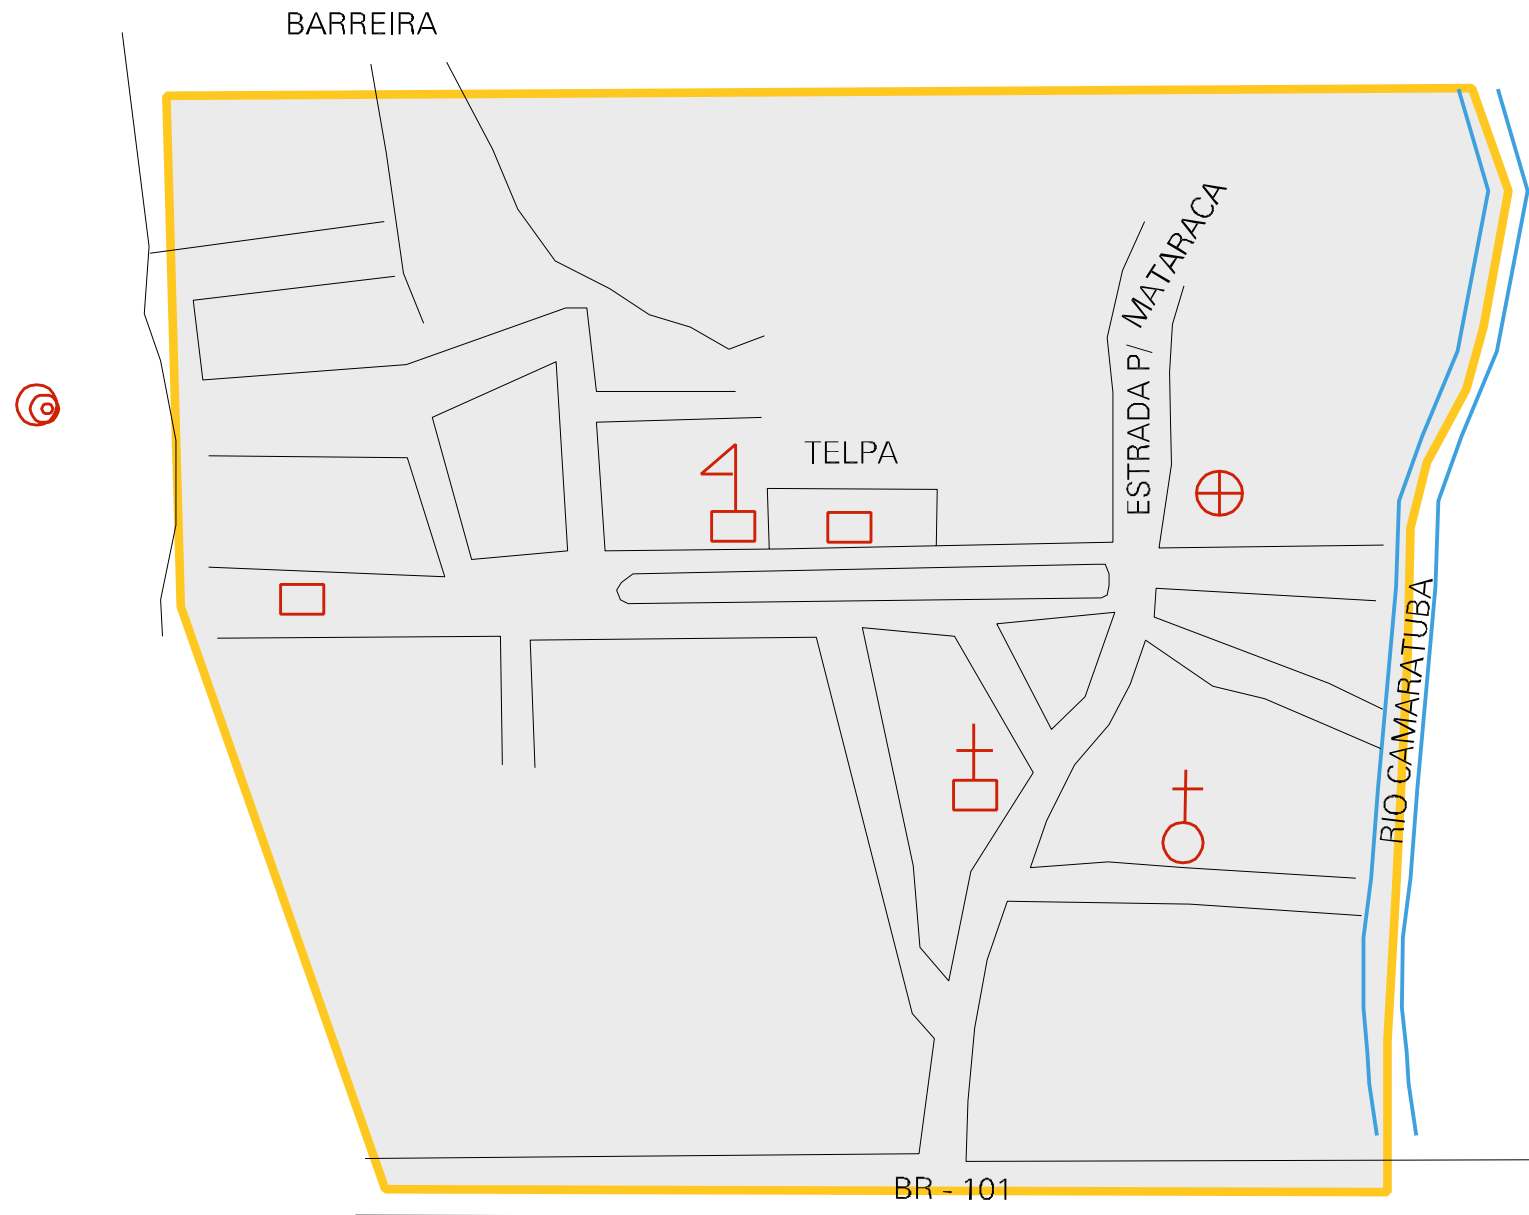 BARREIRA
ESTRADA P/ MATARACA
TELPA
RIO CAMARATUBA
BR - 101